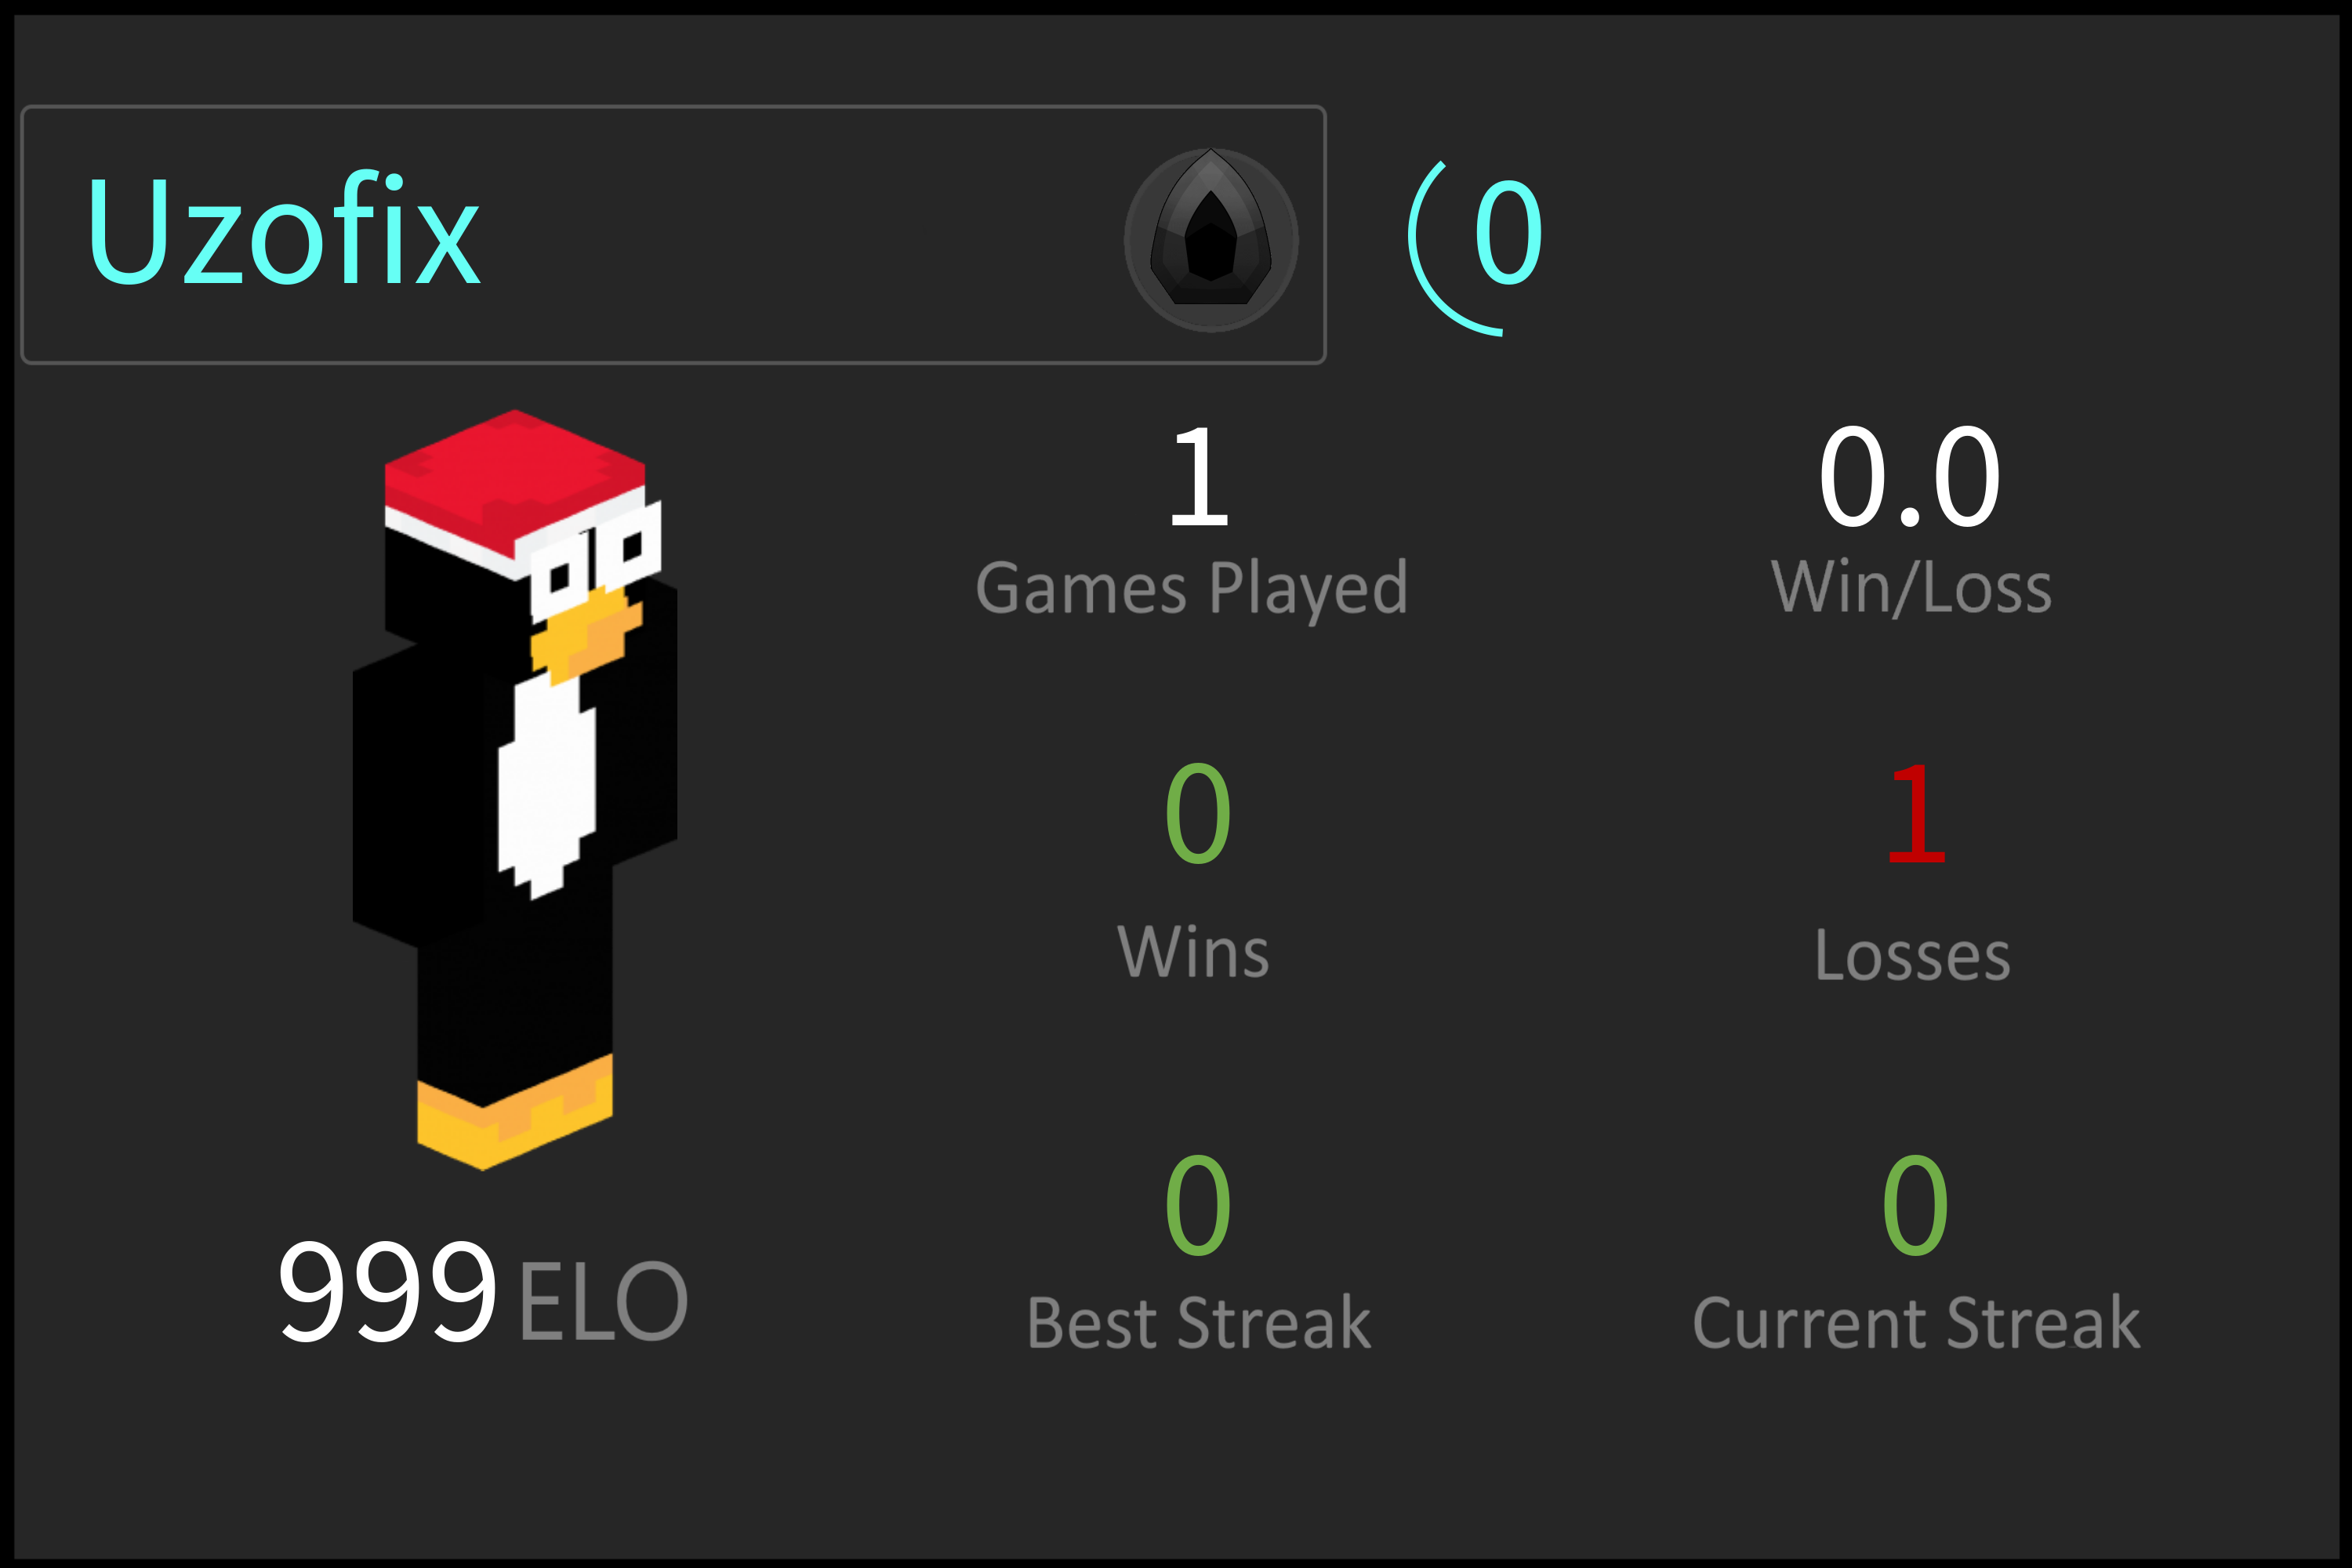 Uzofix
0
1
0.0
Games Played
Win/Loss
0
1
Wins
Losses
0
0
999 ELO
Best Streak
Current Streak